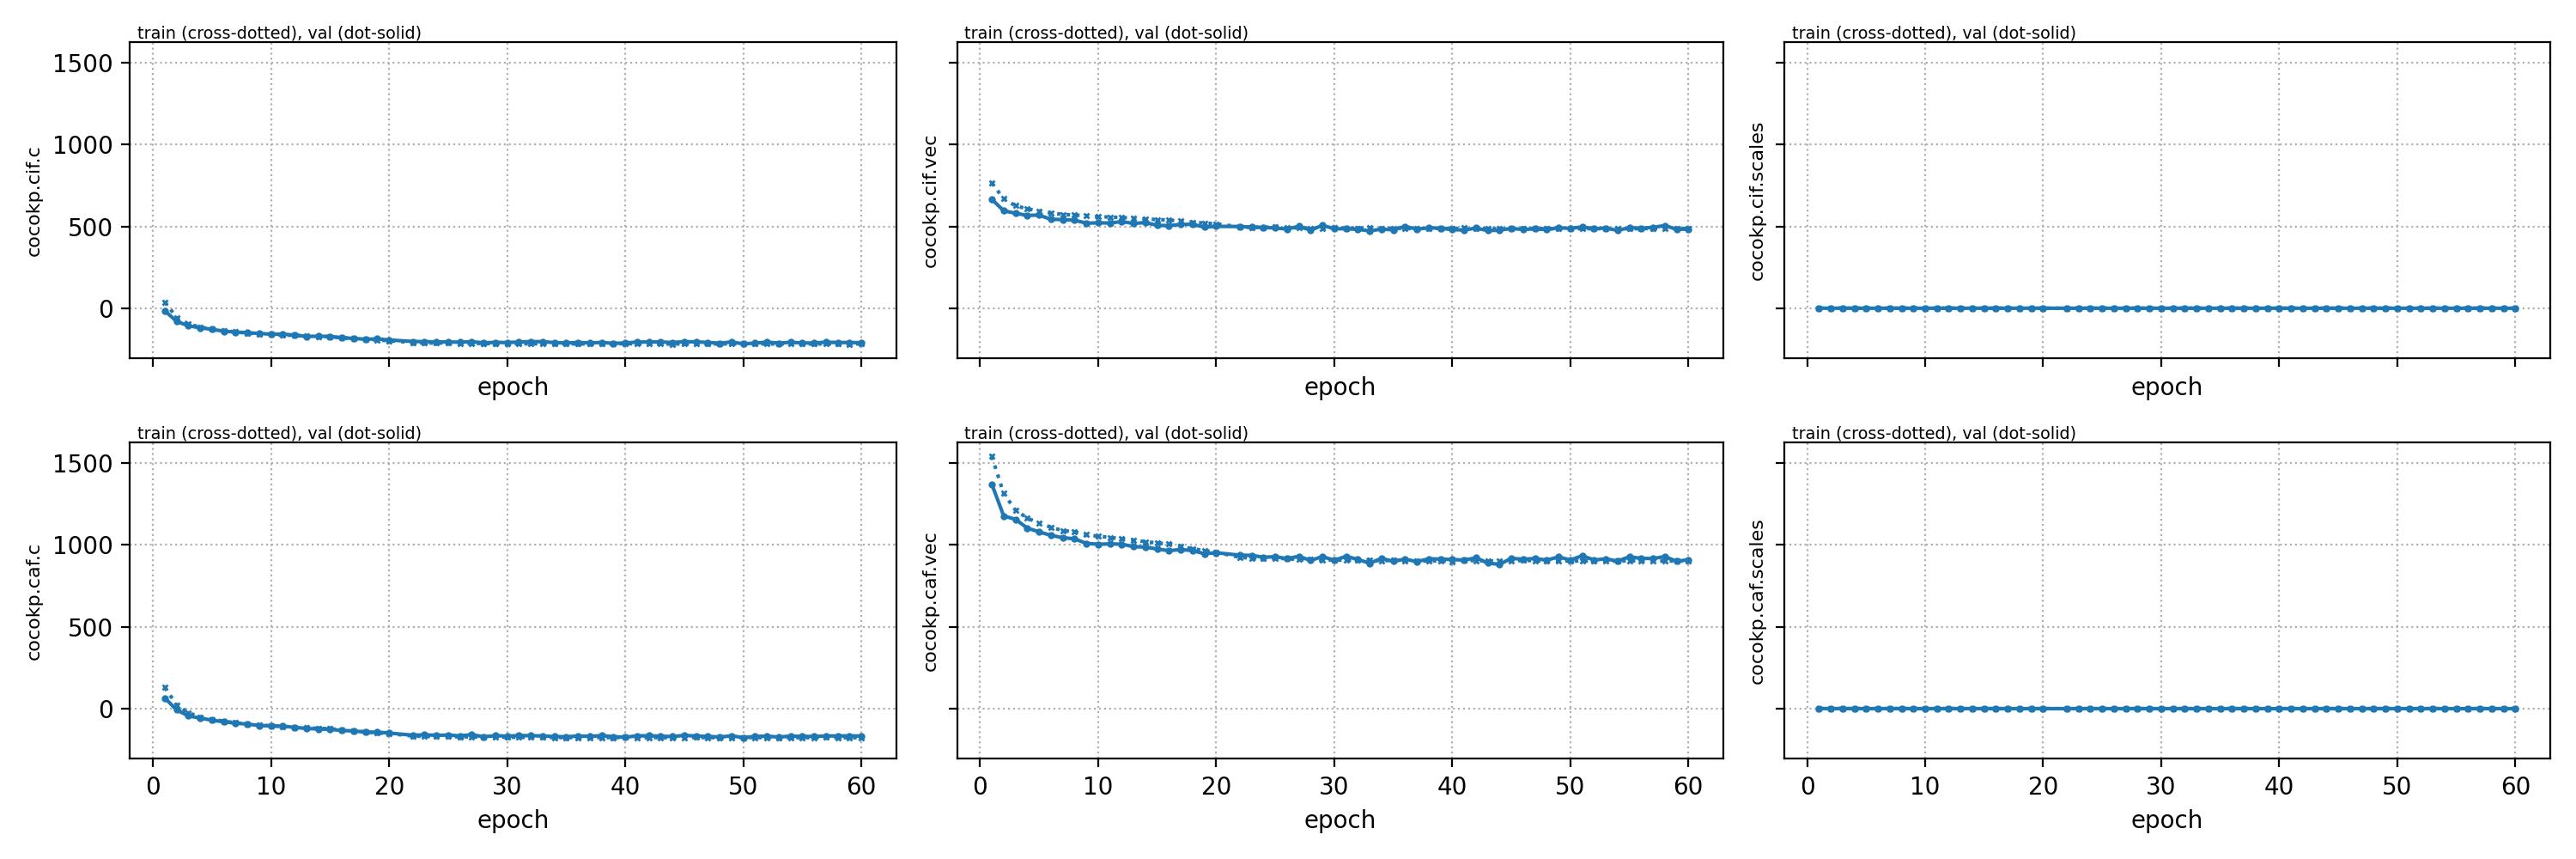 train (cross-dotted), val (dot-solid)
train (cross-dotted), val (dot-solid)
train (cross-dotted), val (dot-solid)
1500
1000
500
0
cocokp.cif.c
cocokp.cif.vec
cocokp.cif.scales
epoch
epoch
epoch
train (cross-dotted), val (dot-solid)
train (cross-dotted), val (dot-solid)
train (cross-dotted), val (dot-solid)
1500
1000
500
0
cocokp.caf.c
cocokp.caf.vec
cocokp.caf.scales
0 10 20 30 40 50 60
0 10 20 30 40 50 60
0 10 20 30 40 50 60
epoch
epoch
epoch